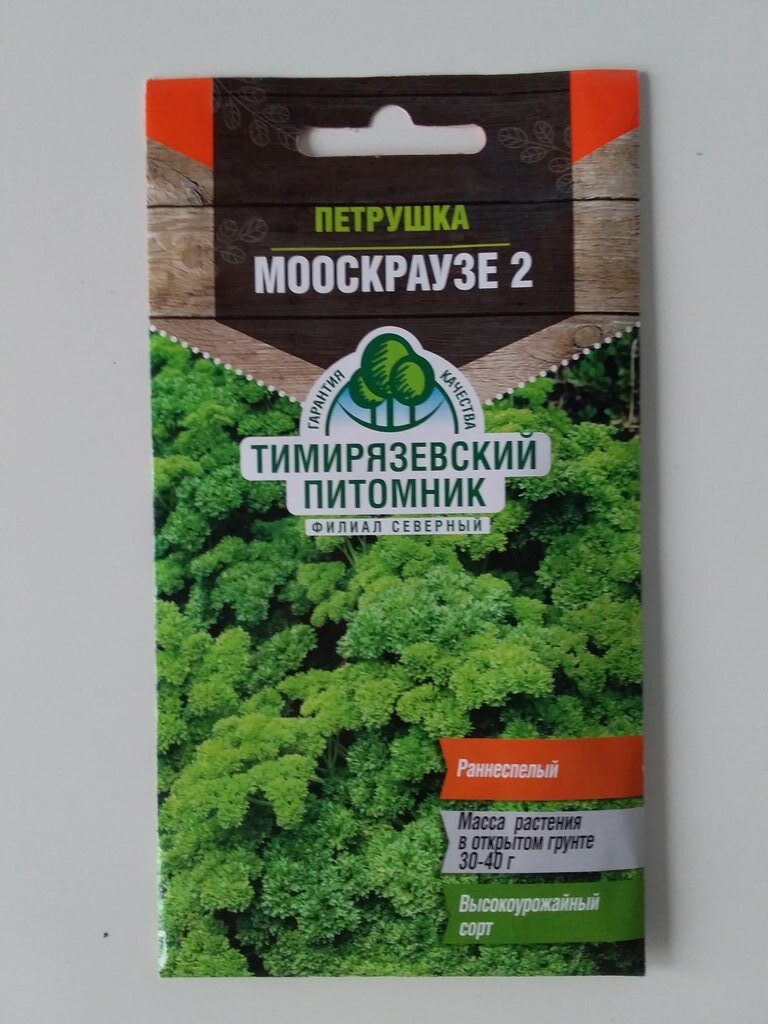 ПЕТРУШКА
МООСКРАУЗЕ 2
ГАРАНТИЯ КАЧЕСТВА
ТИМИРЯЗЕВСКИЙ
ПИТОМНИК
ФИЛИАЛ СЕВЕРНЫЙ
Раннеспелый
Масса растения
в открытом грунте
30-40 г
Высокоурожайный
сорт